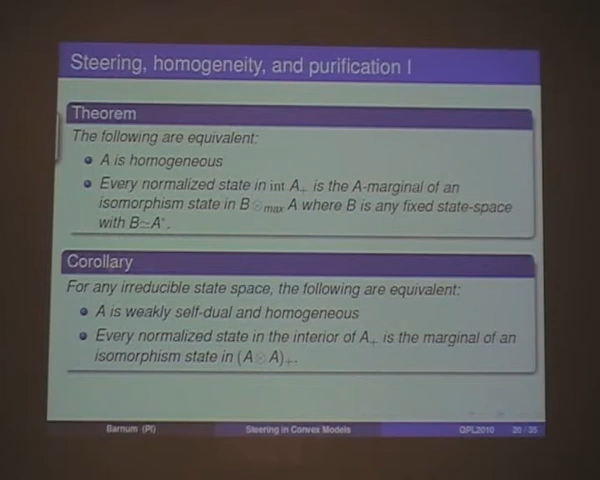 Steering, homogeneity, and purification I
Theorem
The following are equivalent:
A is homogeneous
Every normalized state in int A₊ is the A-marginal of an
isomorphism state in B ⊗max A where B is any fixed state-space
with B≃A*.
Corollary
For any irreducible state space, the following are equivalent:
A is weakly self-dual and homogeneous
Every normalized state in the interior of A₊ is the marginal of an
isomorphism state in (A⊗A)₊.
Barnum (PI) Steering in Convex Models QPL2010 20 / 35